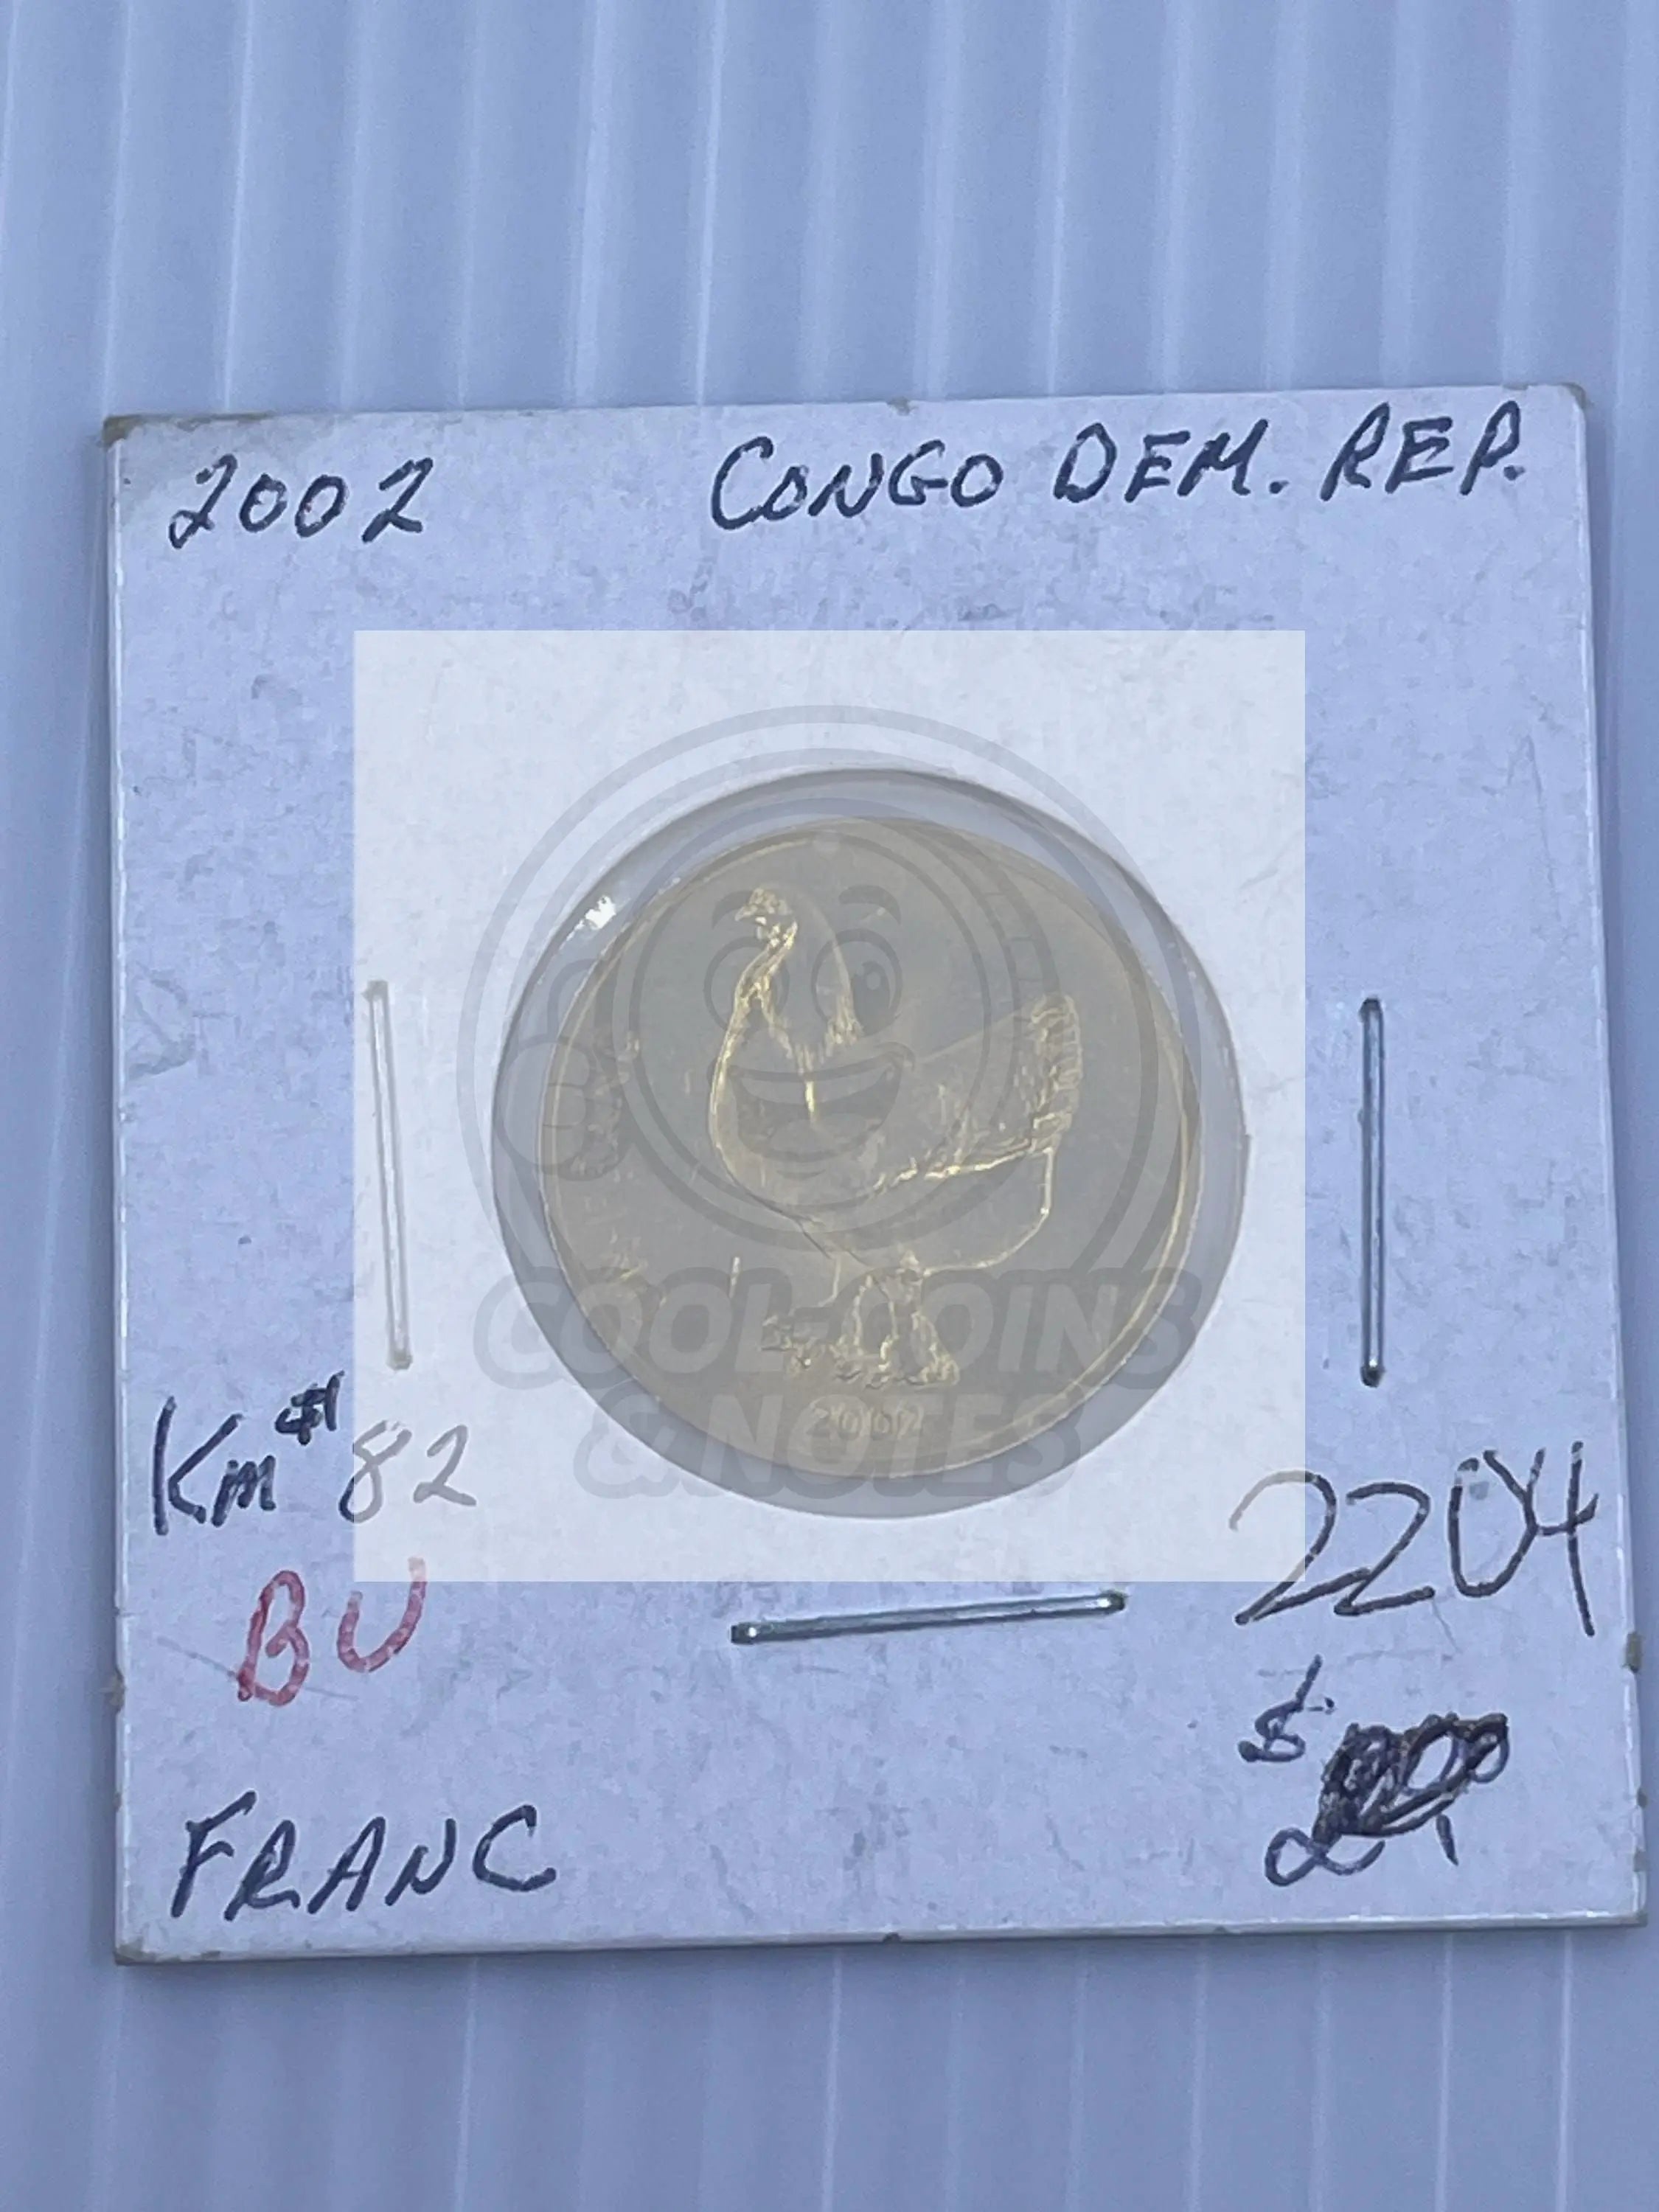 2002 CONGO DEM. REP.
COOL-COINS
& NOTES
2002
Km# 82
2204
BU
$
FRANC